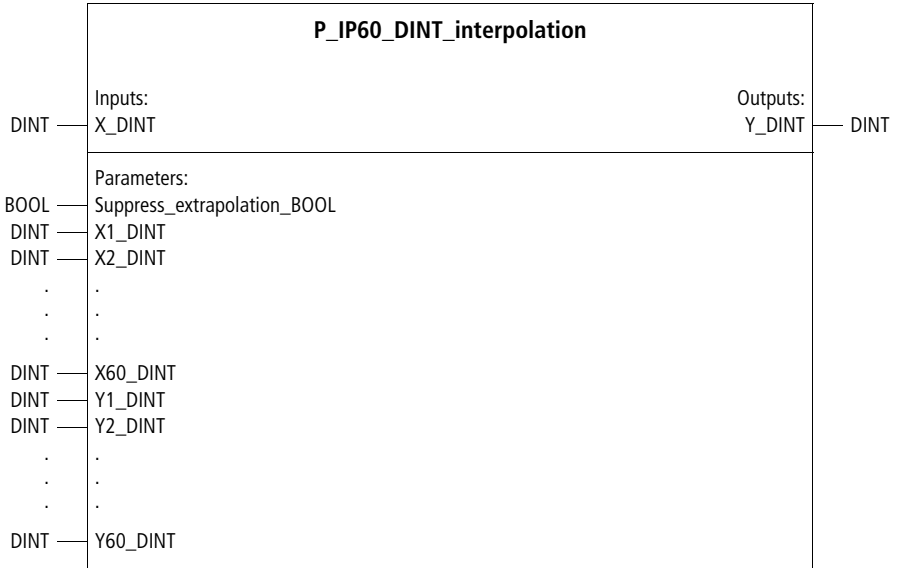 P_IP60_DINT_interpolation
Inputs: Outputs:
DINT X_DINT Y_DINT DINT
Parameters:
BOOL Suppress_extrapolation_BOOL
DINT X1_DINT
DINT X2_DINT
. .
. .
. .
DINT X60_DINT
DINT Y1_DINT
DINT Y2_DINT
. .
. .
. .
DINT Y60_DINT